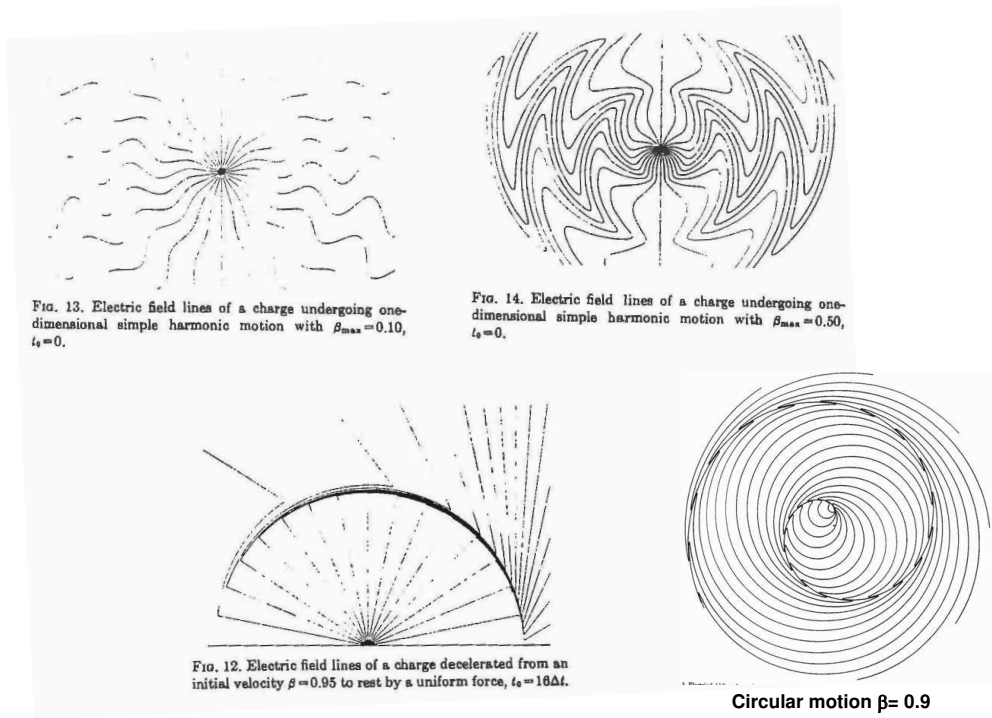 FIG. 13. Electric field lines of a charge undergoing one-
dimensional simple harmonic motion with βmax=0.10,
t₀=0.
FIG. 14. Electric field lines of a charge undergoing one-
dimensional simple harmonic motion with βmax=0.50,
t₀=0.
FIG. 12. Electric field lines of a charge decelerated from an
initial velocity β=0.95 to rest by a uniform force, t₀=16Δt.
Circular motion β= 0.9